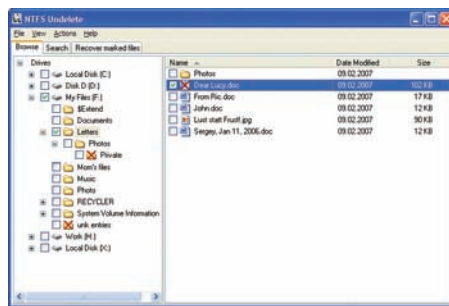 NTFS Undelete
File View Actions Help
Browse Search Recover marked files
Drives
Local Disk (C:)
Disk D (D:)
My Files (F:)
$Extend
Documents
Letters
Photos
Private
Mom's files
Music
Photo
RECYCLER
System Volume Information
unk entries
Work (H:)
Local Disk (X:)
Name Date Modified Size
Photos 09.02.2007
Dear Lucy.doc 09.02.2007 102 KB
From Ric.doc 09.02.2007 17 KB
John.doc 09.02.2007 12 KB
Lust start Frust!.jpg 09.02.2007 90 KB
Sergey, Jan 11, 2006.doc 09.02.2007 12 KB